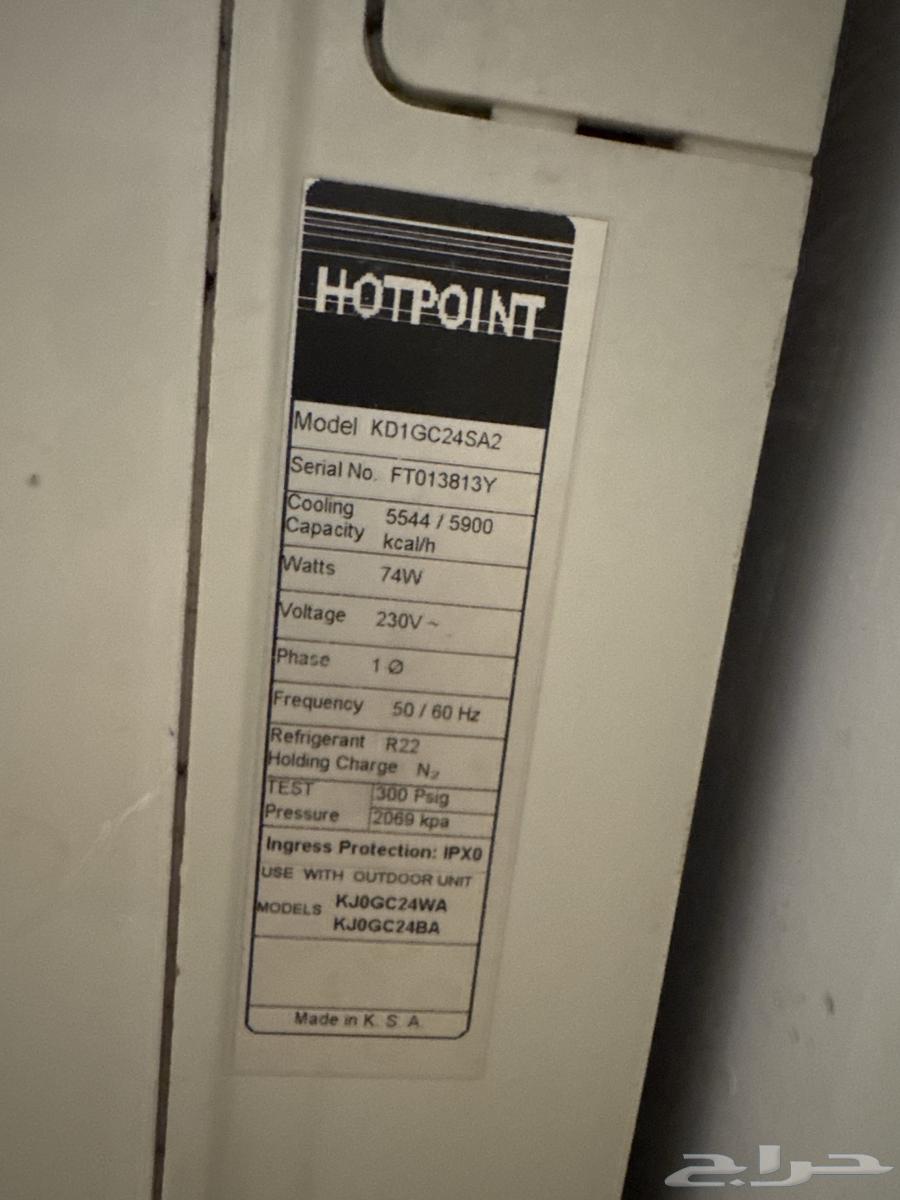 HOTPOINT
Model KD1GC24SA2
Serial No. FT013813Y
Cooling Capacity 5544 / 5900 kcal/h
Watts 74W
Voltage 230V ~
Phase 1 Ø
Frequency 50 / 60 Hz
Refrigerant R22
Holding Charge N₂
TEST Pressure 300 Psig
2069 kpa
Ingress Protection: IPX0
USE WITH OUTDOOR UNIT
MODELS KJ0GC24WA
KJ0GC24BA
Made in K. S. A.
حراج